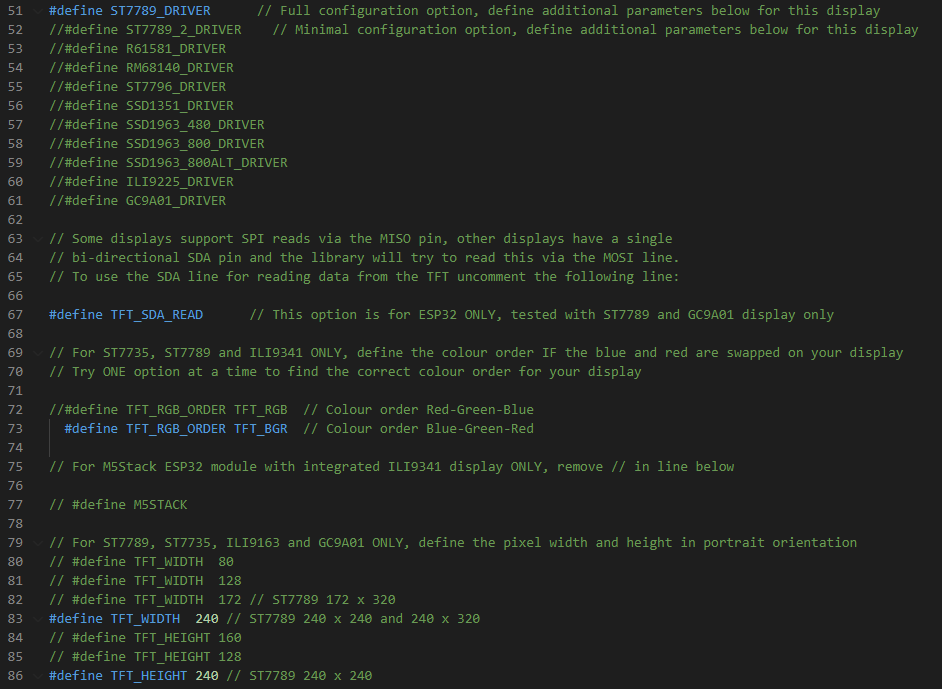 51 #define ST7789_DRIVER      // Full configuration option, define additional parameters below for this display
52 //#define ST7789_2_DRIVER    // Minimal configuration option, define additional parameters below for this display
53 //#define R61581_DRIVER
54 //#define RM68140_DRIVER
55 //#define ST7796_DRIVER
56 //#define SSD1351_DRIVER
57 //#define SSD1963_480_DRIVER
58 //#define SSD1963_800_DRIVER
59 //#define SSD1963_800ALT_DRIVER
60 //#define ILI9225_DRIVER
61 //#define GC9A01_DRIVER
62
63 // Some displays support SPI reads via the MISO pin, other displays have a single
64 // bi-directional SDA pin and the library will try to read this via the MOSI line.
65 // To use the SDA line for reading data from the TFT uncomment the following line:
66
67 #define TFT_SDA_READ      // This option is for ESP32 ONLY, tested with ST7789 and GC9A01 display only
68
69 // For ST7735, ST7789 and ILI9341 ONLY, define the colour order IF the blue and red are swapped on your display
70 // Try ONE option at a time to find the correct colour order for your display
71
72 //#define TFT_RGB_ORDER TFT_RGB  // Colour order Red-Green-Blue
73   #define TFT_RGB_ORDER TFT_BGR  // Colour order Blue-Green-Red
74
75 // For M5Stack ESP32 module with integrated ILI9341 display ONLY, remove // in line below
76
77 // #define M5STACK
78
79 // For ST7789, ST7735, ILI9163 and GC9A01 ONLY, define the pixel width and height in portrait orientation
80 // #define TFT_WIDTH  80
81 // #define TFT_WIDTH  128
82 // #define TFT_WIDTH  172 // ST7789 172 x 320
83 #define TFT_WIDTH  240 // ST7789 240 x 240 and 240 x 320
84 // #define TFT_HEIGHT 160
85 // #define TFT_HEIGHT 128
86 #define TFT_HEIGHT 240 // ST7789 240 x 240